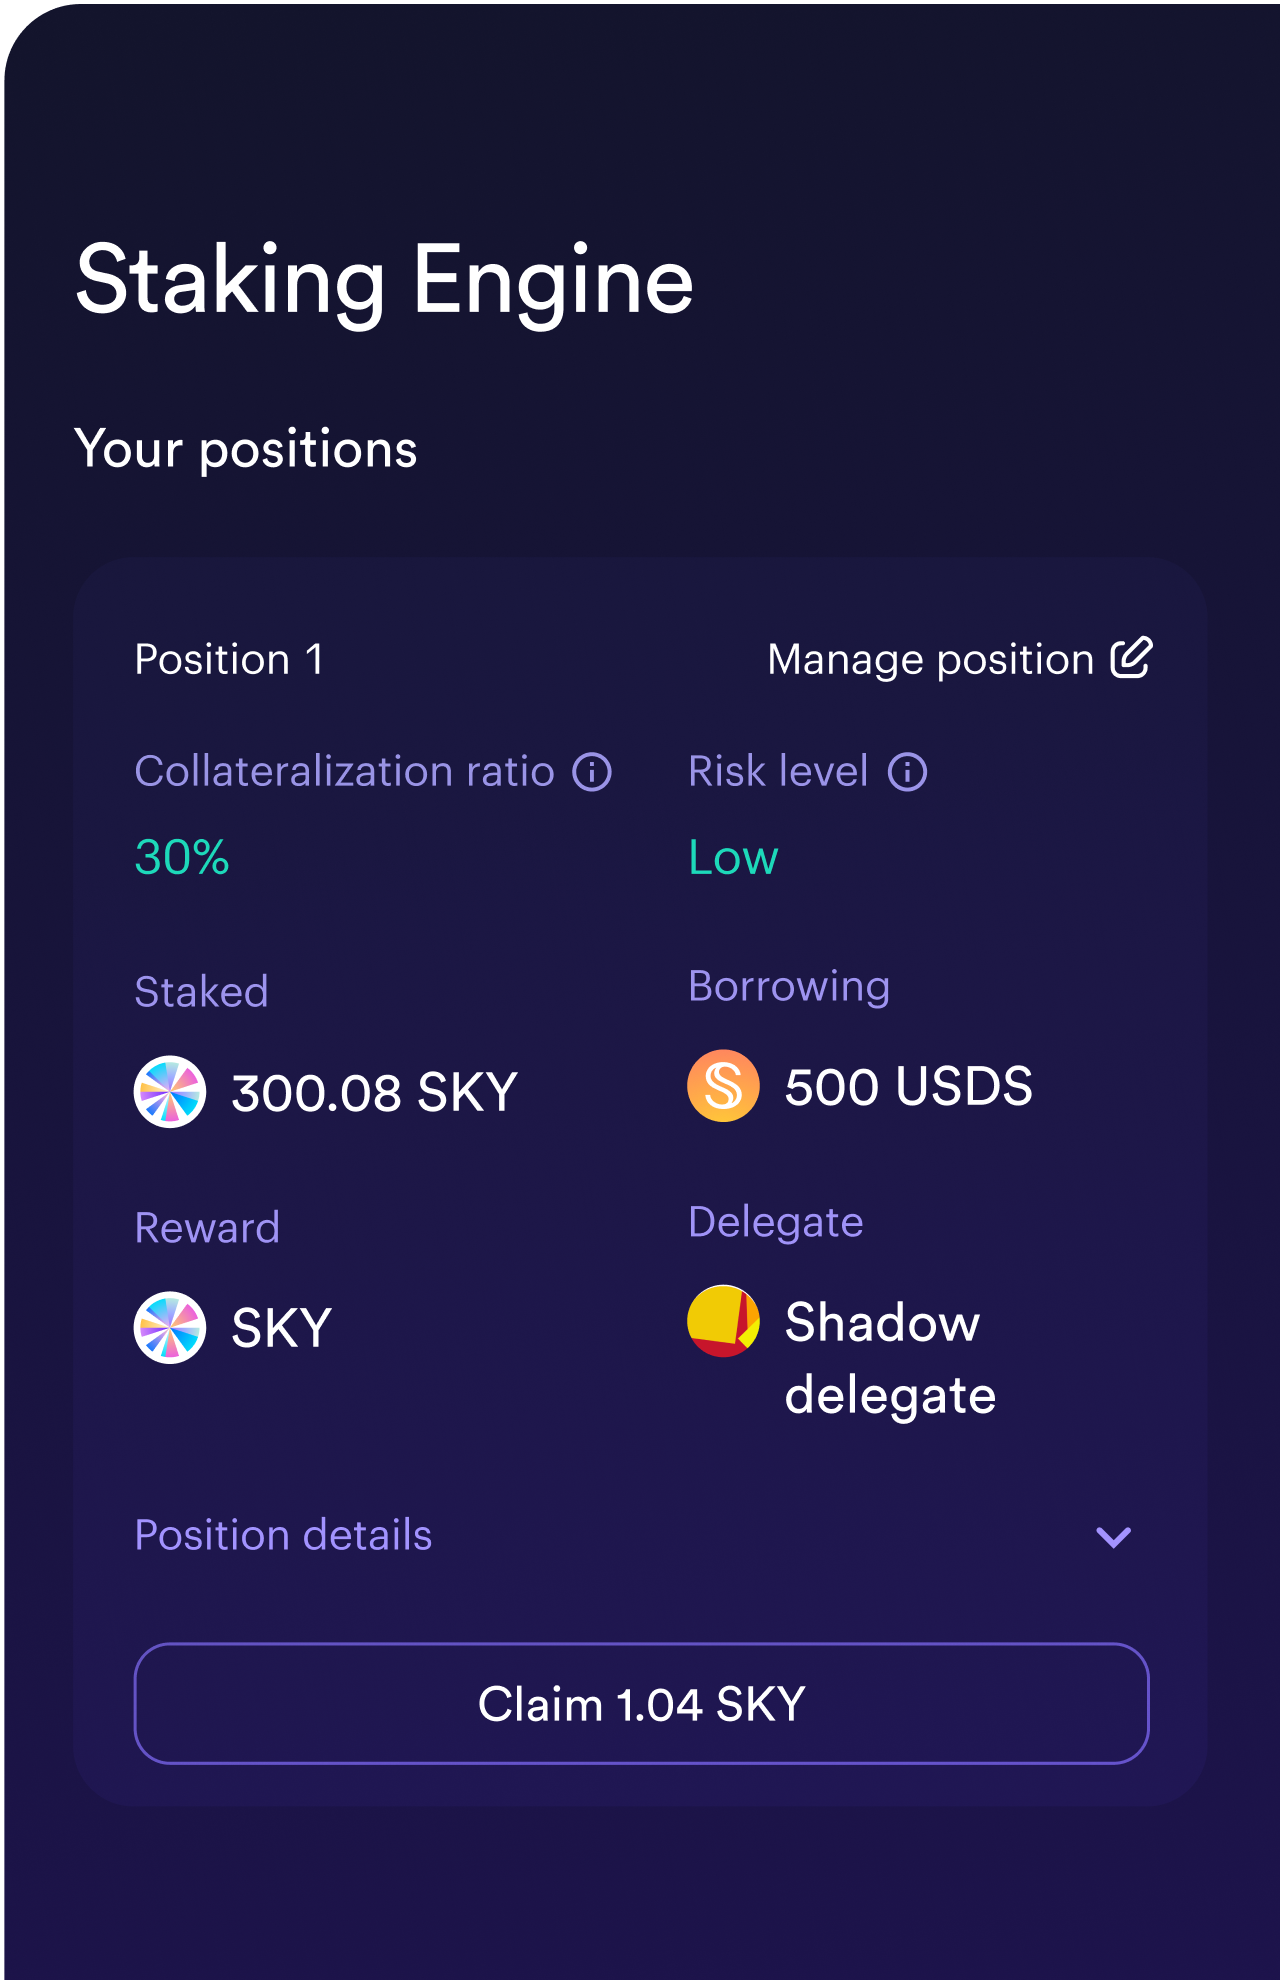 Staking Engine
Your positions
Position 1
Manage position
Collateralization ratio
Risk level
30%
Low
Staked
Borrowing
300.08 SKY
500 USDS
Reward
Delegate
SKY
Shadow
delegate
Position details
Claim 1.04 SKY